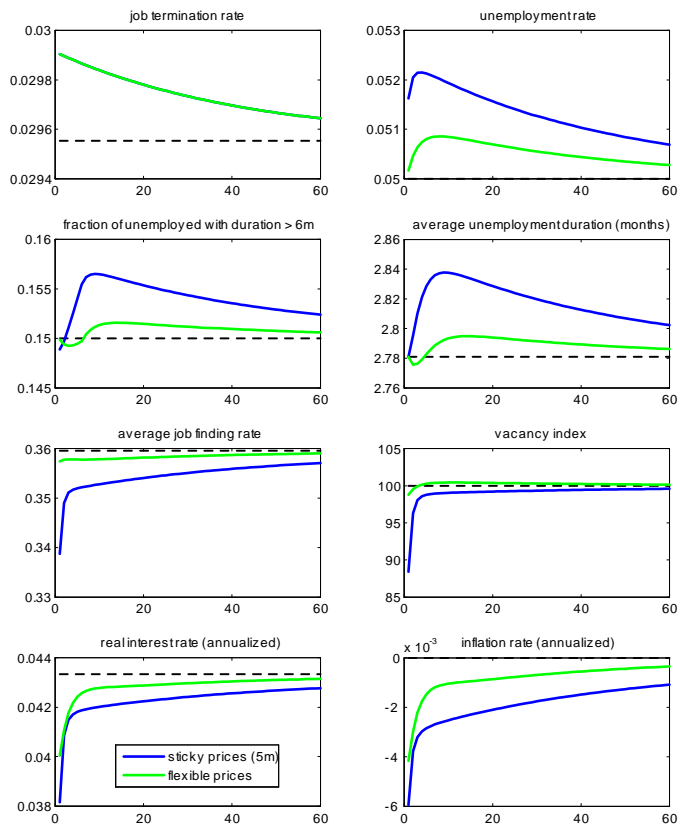 job termination rate
0.03
0.0298
0.0296
0.0294
0 20 40 60
unemployment rate
0.053
0.052
0.051
0.05
0 20 40 60
fraction of unemployed with duration > 6m
0.16
0.155
0.150
0.145
0 20 40 60
average unemployment duration (months)
2.86
2.84
2.82
2.8
2.78
2.76
0 20 40 60
average job finding rate
0.36
0.35
0.34
0.33
0 20 40 60
vacancy index
105
100
95
90
85
0 20 40 60
real interest rate (annualized)
0.044
0.042
0.04
0.038
0 20 40 60
sticky prices (5m)
flexible prices
inflation rate (annualized)
x 10-3
0
-2
-4
-6
0 20 40 60